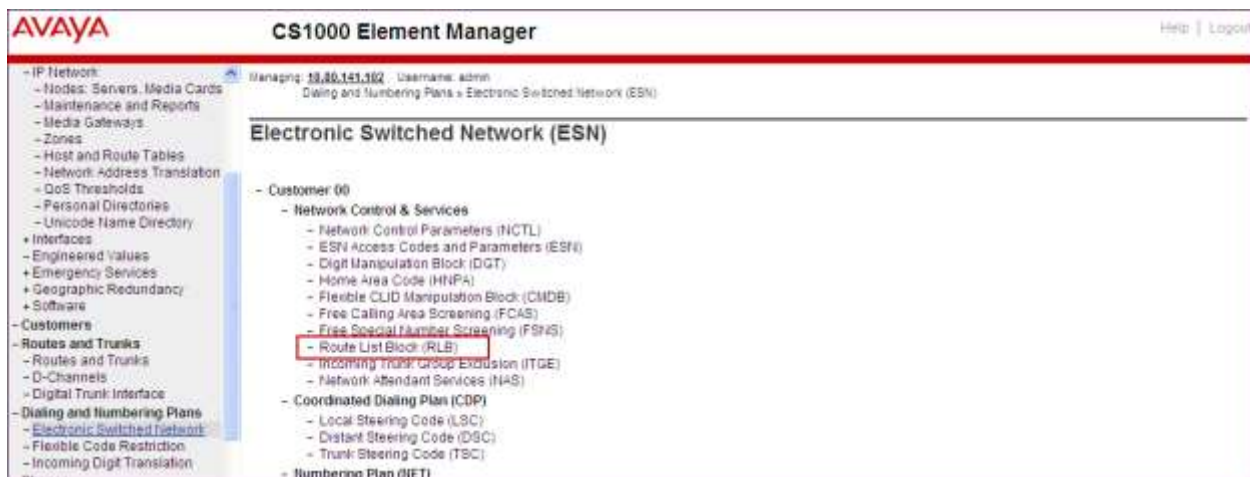 AVAYA
CS1000 Element Manager
Help | Logout
- IP Network
- Nodes: Servers, Media Cards
- Maintenance and Reports
- Media Gateways
- Zones
- Host and Route Tables
- Network Address Translation
- QoS Thresholds
- Personal Directories
- Unicode Name Directory
+ Interfaces
- Engineered Values
+ Emergency Services
+ Geographic Redundancy
+ Software
- Customers
- Routes and Trunks
- Routes and Trunks
- D-Channels
- Digital Trunk Interface
- Dialing and Numbering Plans
- Electronic Switched Network
- Flexible Code Restriction
- Incoming Digit Translation
Managing: 10.80.141.102 Username: admin
Dialing and Numbering Plans » Electronic Switched Network (ESN)
Electronic Switched Network (ESN)
- Customer 00
- Network Control & Services
- Network Control Parameters (NCTL)
- ESN Access Codes and Parameters (ESN)
- Digit Manipulation Block (DGT)
- Home Area Code (HNPA)
- Flexible CLID Manipulation Block (CMDB)
- Free Calling Area Screening (FCAS)
- Free Special Number Screening (FSNS)
- Route List Block (RLB)
- Incoming Trunk Group Exclusion (ITGE)
- Network Attendant Services (NAS)
- Coordinated Dialing Plan (CDP)
- Local Steering Code (LSC)
- Distant Steering Code (DSC)
- Trunk Steering Code (TSC)
- Numbering Plan (NET)